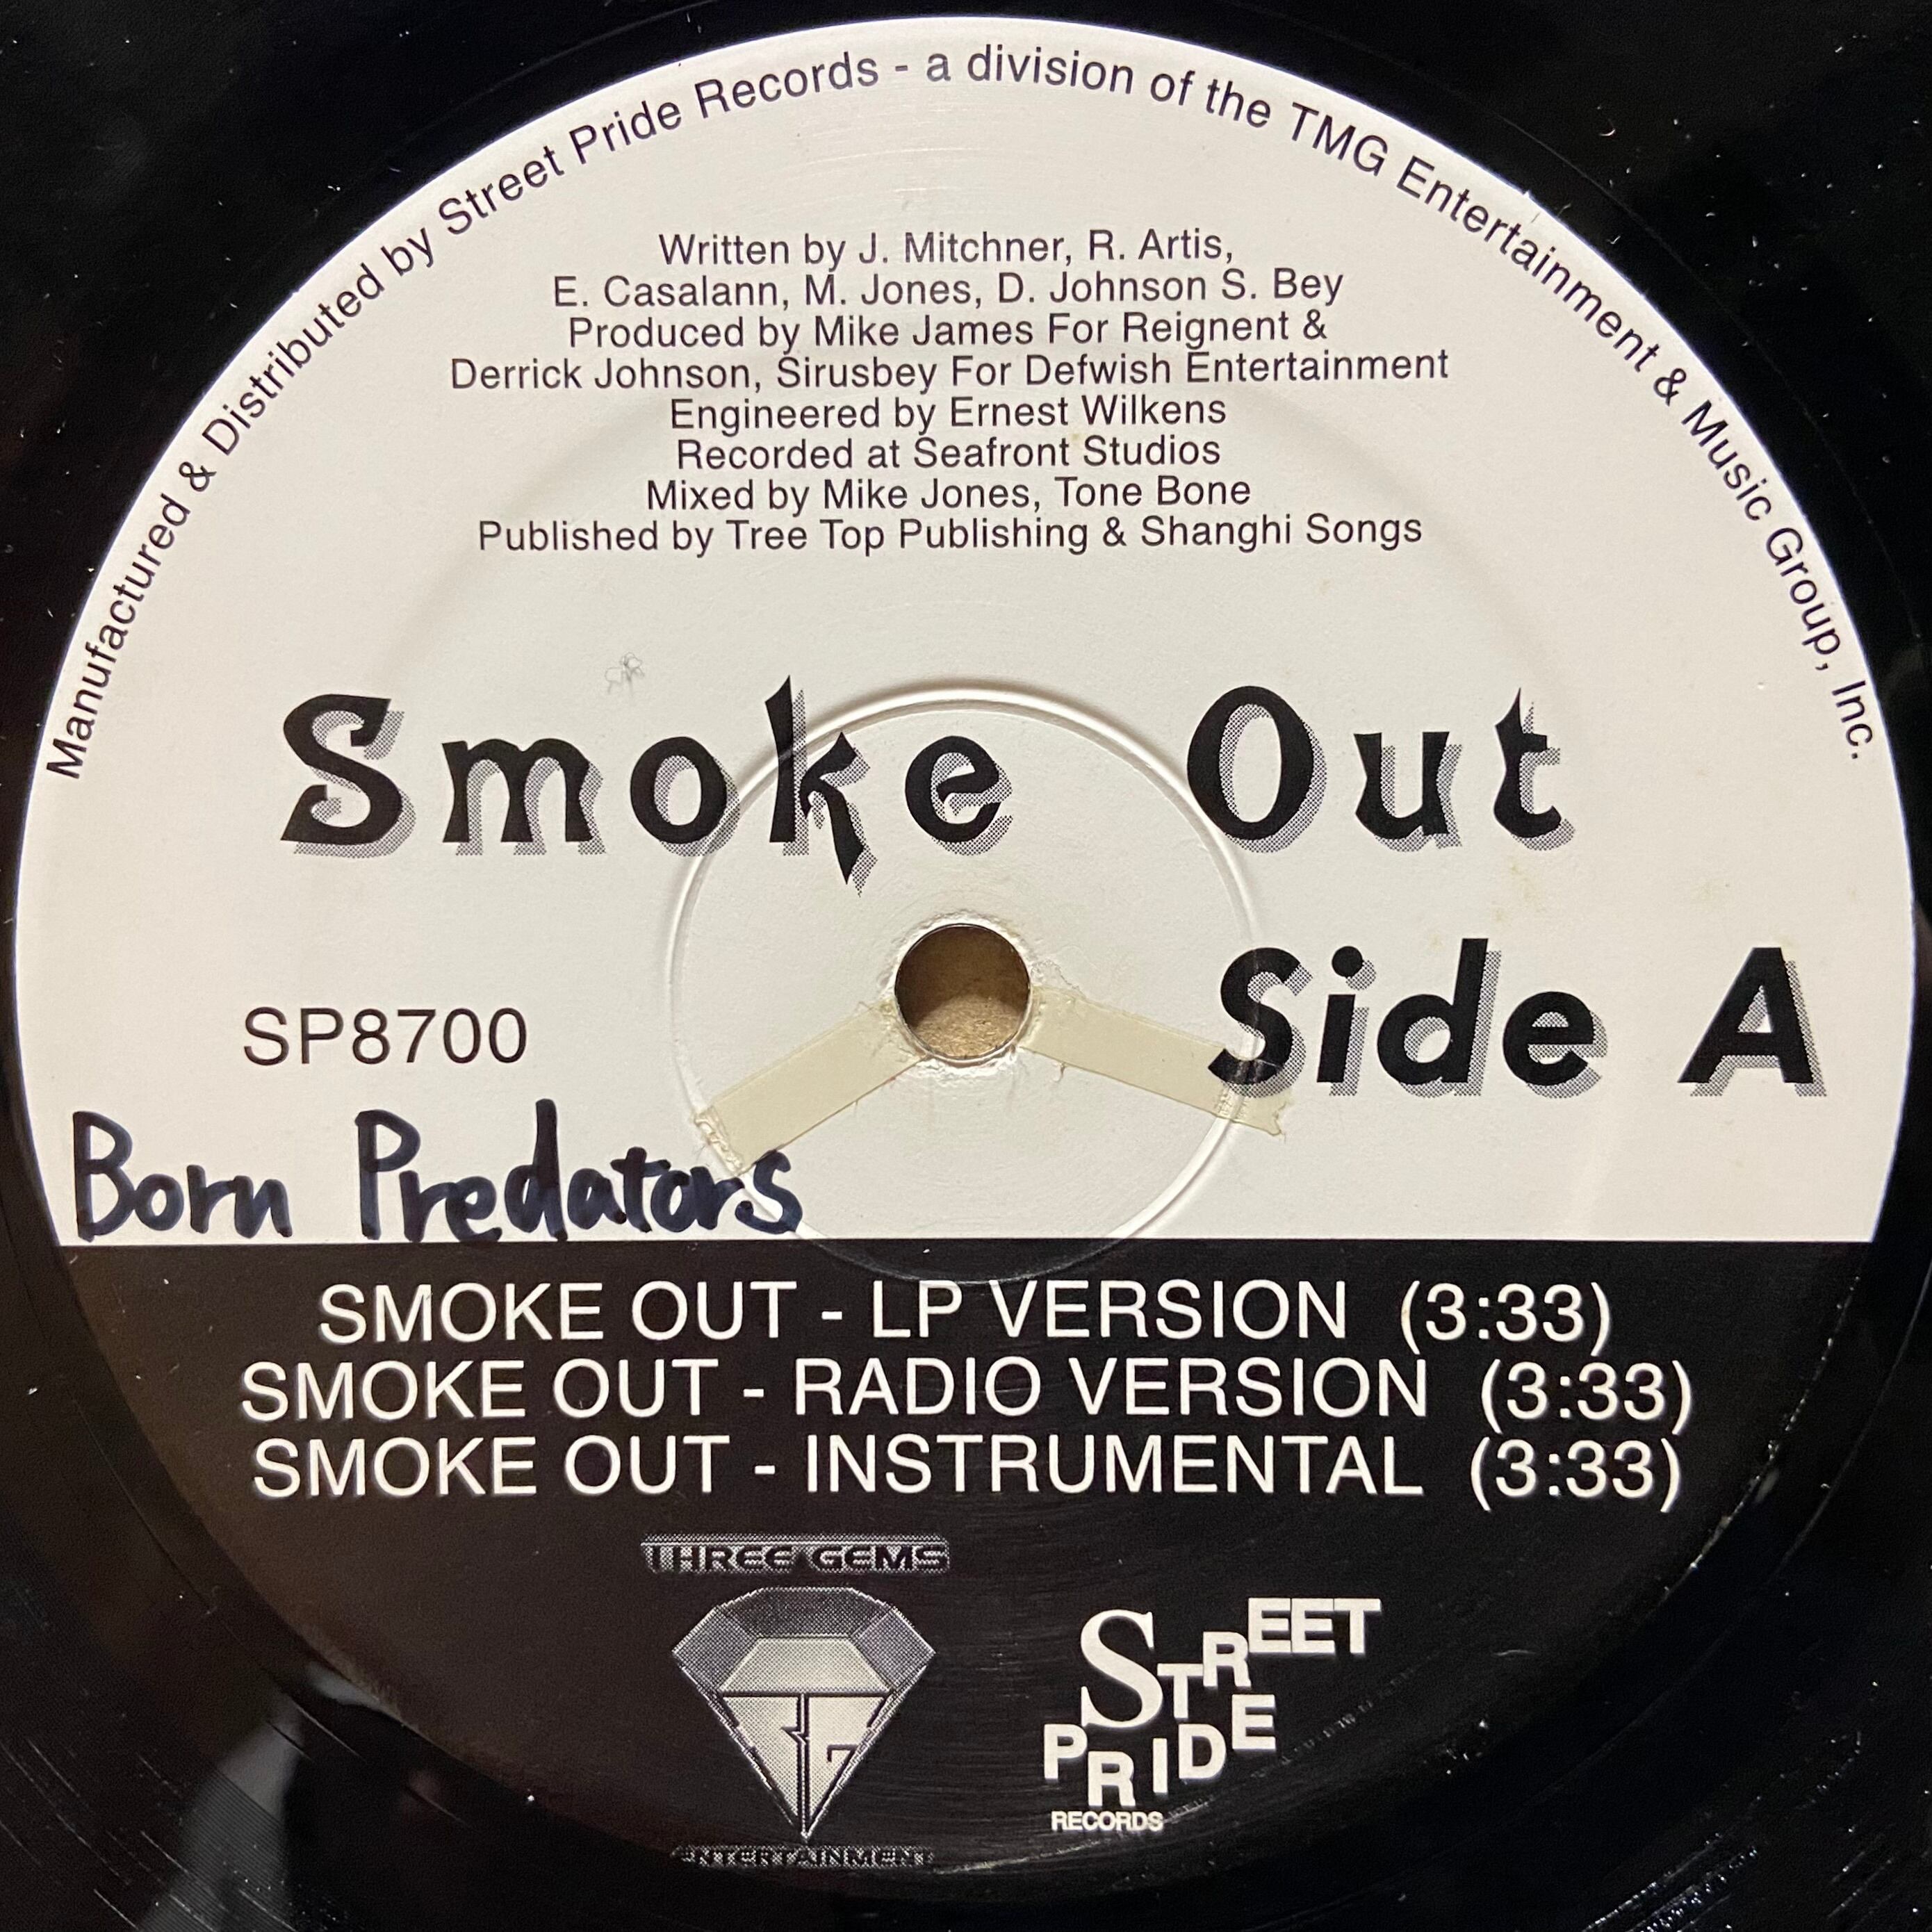 Manufactured & Distributed by Street Pride Records - a division of the TMG Entertainment & Music Group, Inc.
Written by J. Mitchner, R. Artis,
E. Casalann, M. Jones, D. Johnson S. Bey
Produced by Mike James For Reignent &
Derrick Johnson, Sirusbey For Defwish Entertainment
Engineered by Ernest Wilkens
Recorded at Seafront Studios
Mixed by Mike Jones, Tone Bone
Published by Tree Top Publishing & Shanghi Songs
Smoke Out
Side A
SP8700
Born Predators
SMOKE OUT - LP VERSION (3:33)
SMOKE OUT - RADIO VERSION (3:33)
SMOKE OUT - INSTRUMENTAL (3:33)
THREE GEMS
3G
ENTERTAINMENT
STREET
PRIDE
RECORDS